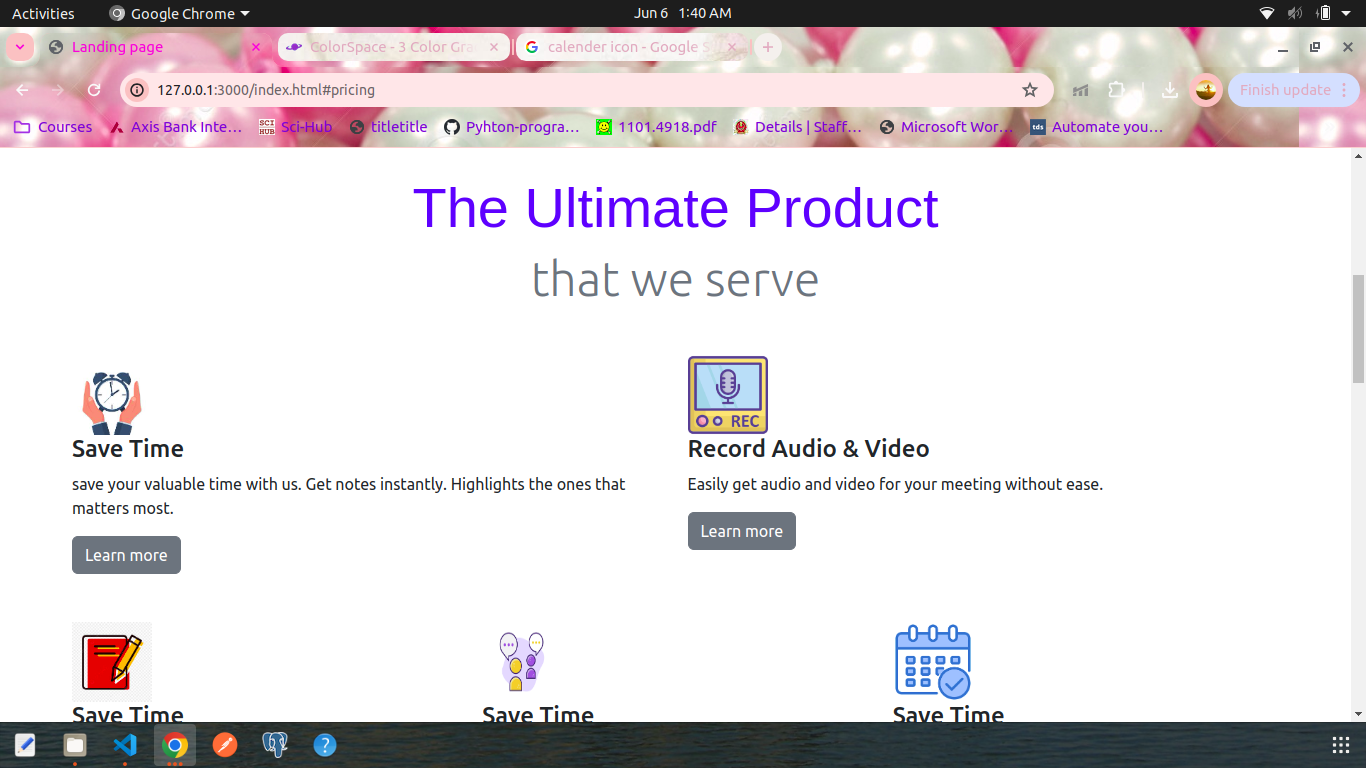 Activities Google Chrome Jun 6 1:40 AM
Landing page ColorSpace - 3 Color Gra calender icon - Google S
127.0.0.1:3000/index.html#pricing Finish update
Courses Axis Bank Inte... SCI HUB Sci-Hub titletitle Pyhton-progra... 1101.4918.pdf Details | Staff... Microsoft Wor... tds Automate you...
The Ultimate Product
that we serve
REC
Save Time Record Audio & Video
save your valuable time with us. Get notes instantly. Highlights the ones that Easily get audio and video for your meeting without ease.
matters most.
Learn more
Learn more
Save Time Save Time Save Time